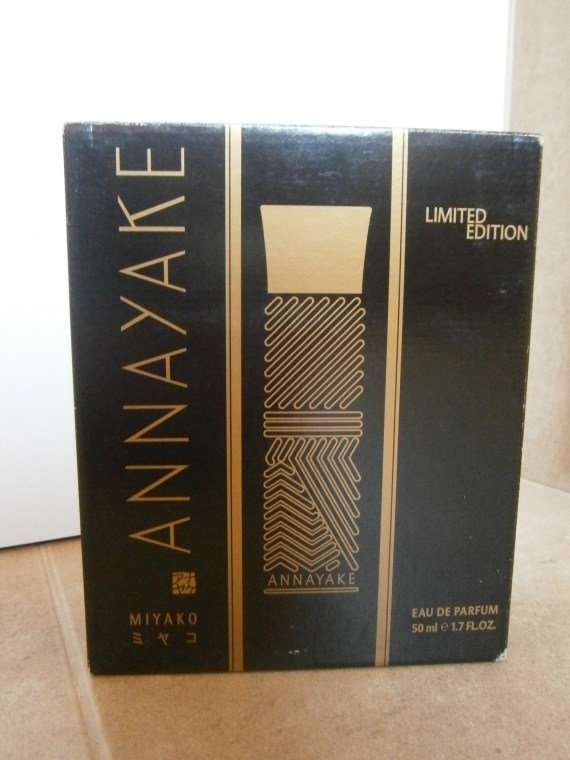 ANNAYAKE
MIYAKO
ミヤコ
ANNAYAKE
LIMITED
EDITION
EAU DE PARFUM
50 ml ℮ 1.7 FL.OZ.